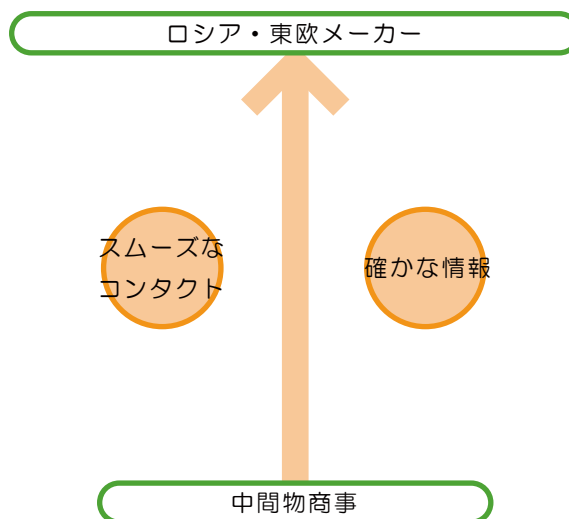 ロシア・東欧メーカー
スムーズな
コンタクト
確かな情報
中間物商事